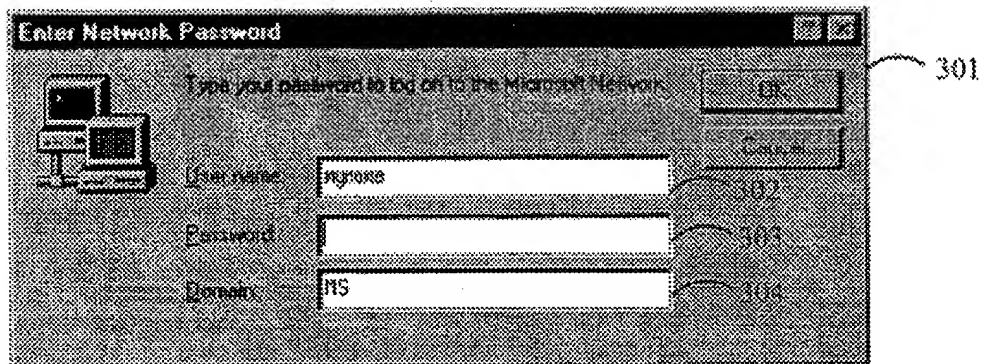 Enter Network Password
301
Type your password to log on to the Microsoft Network.
OK
Cancel
User name:
302
Password:
303
Domain:
MS
304